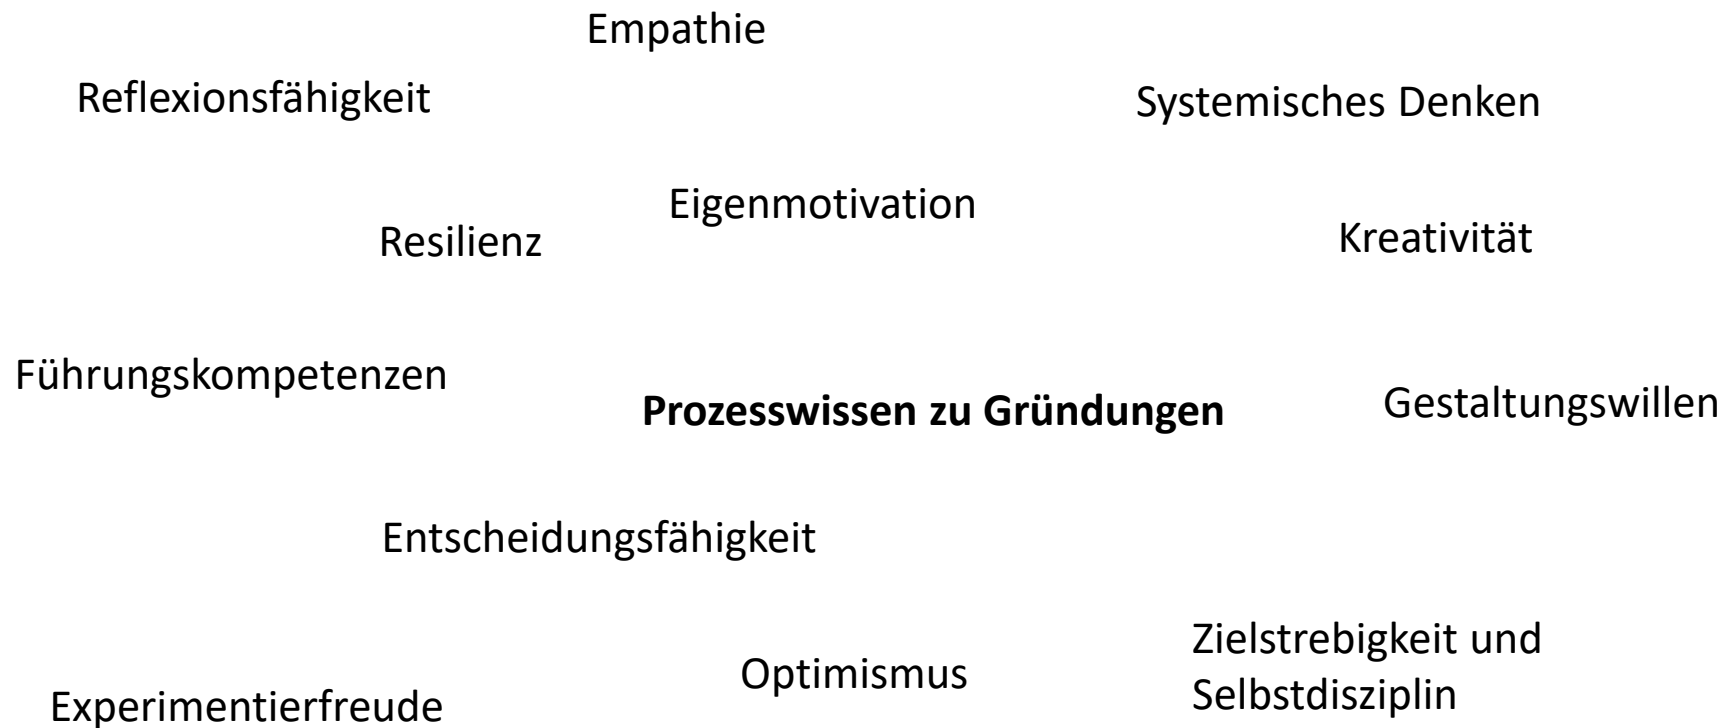 Empathie
Reflexionsfähigkeit
Systemisches Denken
Eigenmotivation
Resilienz
Kreativität
Führungskompetenzen
Prozesswissen zu Gründungen
Gestaltungswillen
Entscheidungsfähigkeit
Zielstrebigkeit und
Selbstdisziplin
Optimismus
Experimentierfreude